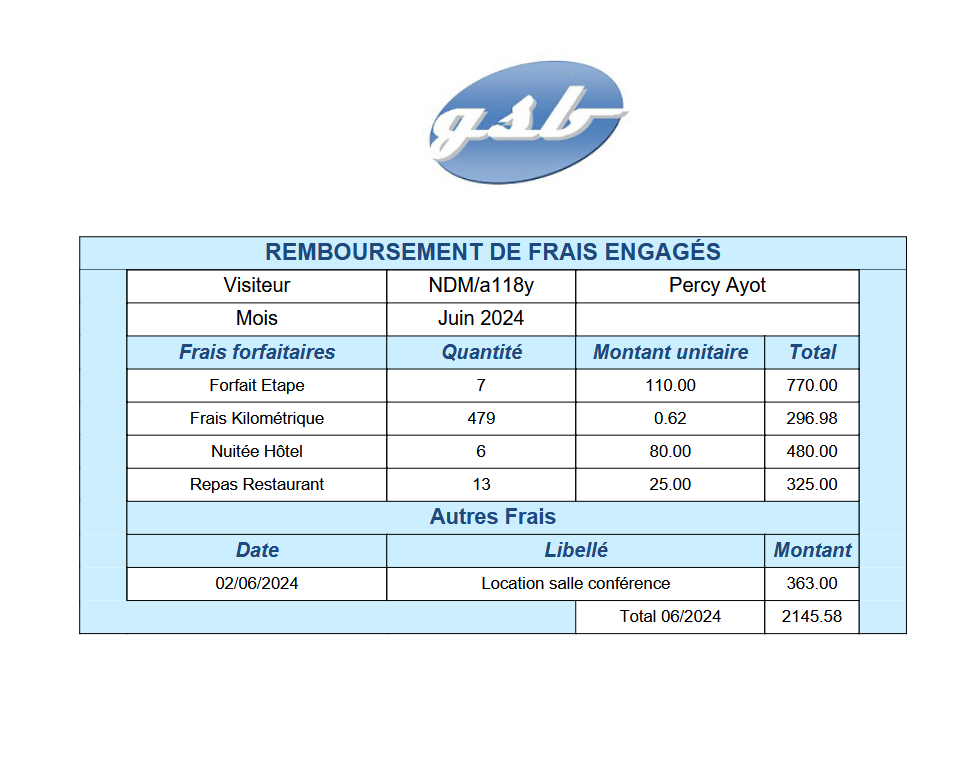 gsb
REMBOURSEMENT DE FRAIS ENGAGÉS
Visiteur NDM/a118y Percy Ayot
Mois Juin 2024
Frais forfaitaires Quantité Montant unitaire Total
Forfait Etape 7 110.00 770.00
Frais Kilométrique 479 0.62 296.98
Nuitée Hôtel 6 80.00 480.00
Repas Restaurant 13 25.00 325.00
Autres Frais
Date Libellé Montant
02/06/2024 Location salle conférence 363.00
Total 06/2024 2145.58